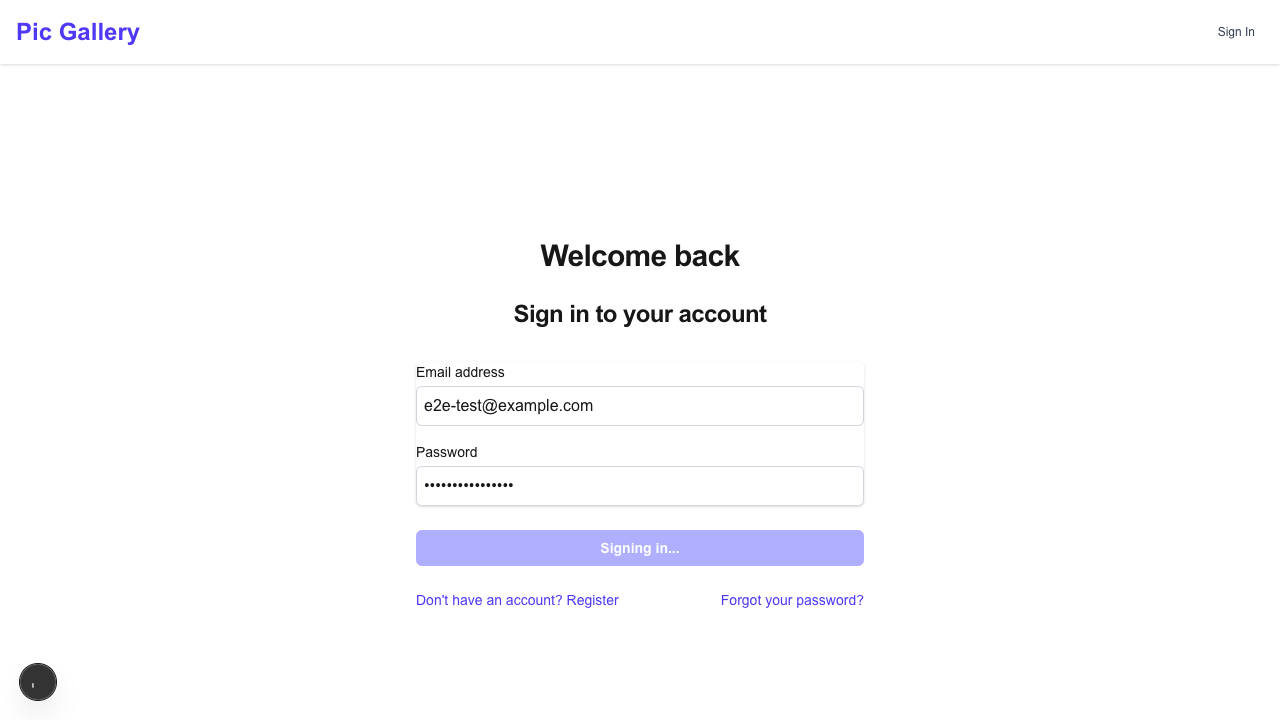 Pic Gallery
Sign In
Welcome back
Sign in to your account
Email address
e2e-test@example.com
Password
••••••••••••••••
Signing in...
Don't have an account? Register
Forgot your password?